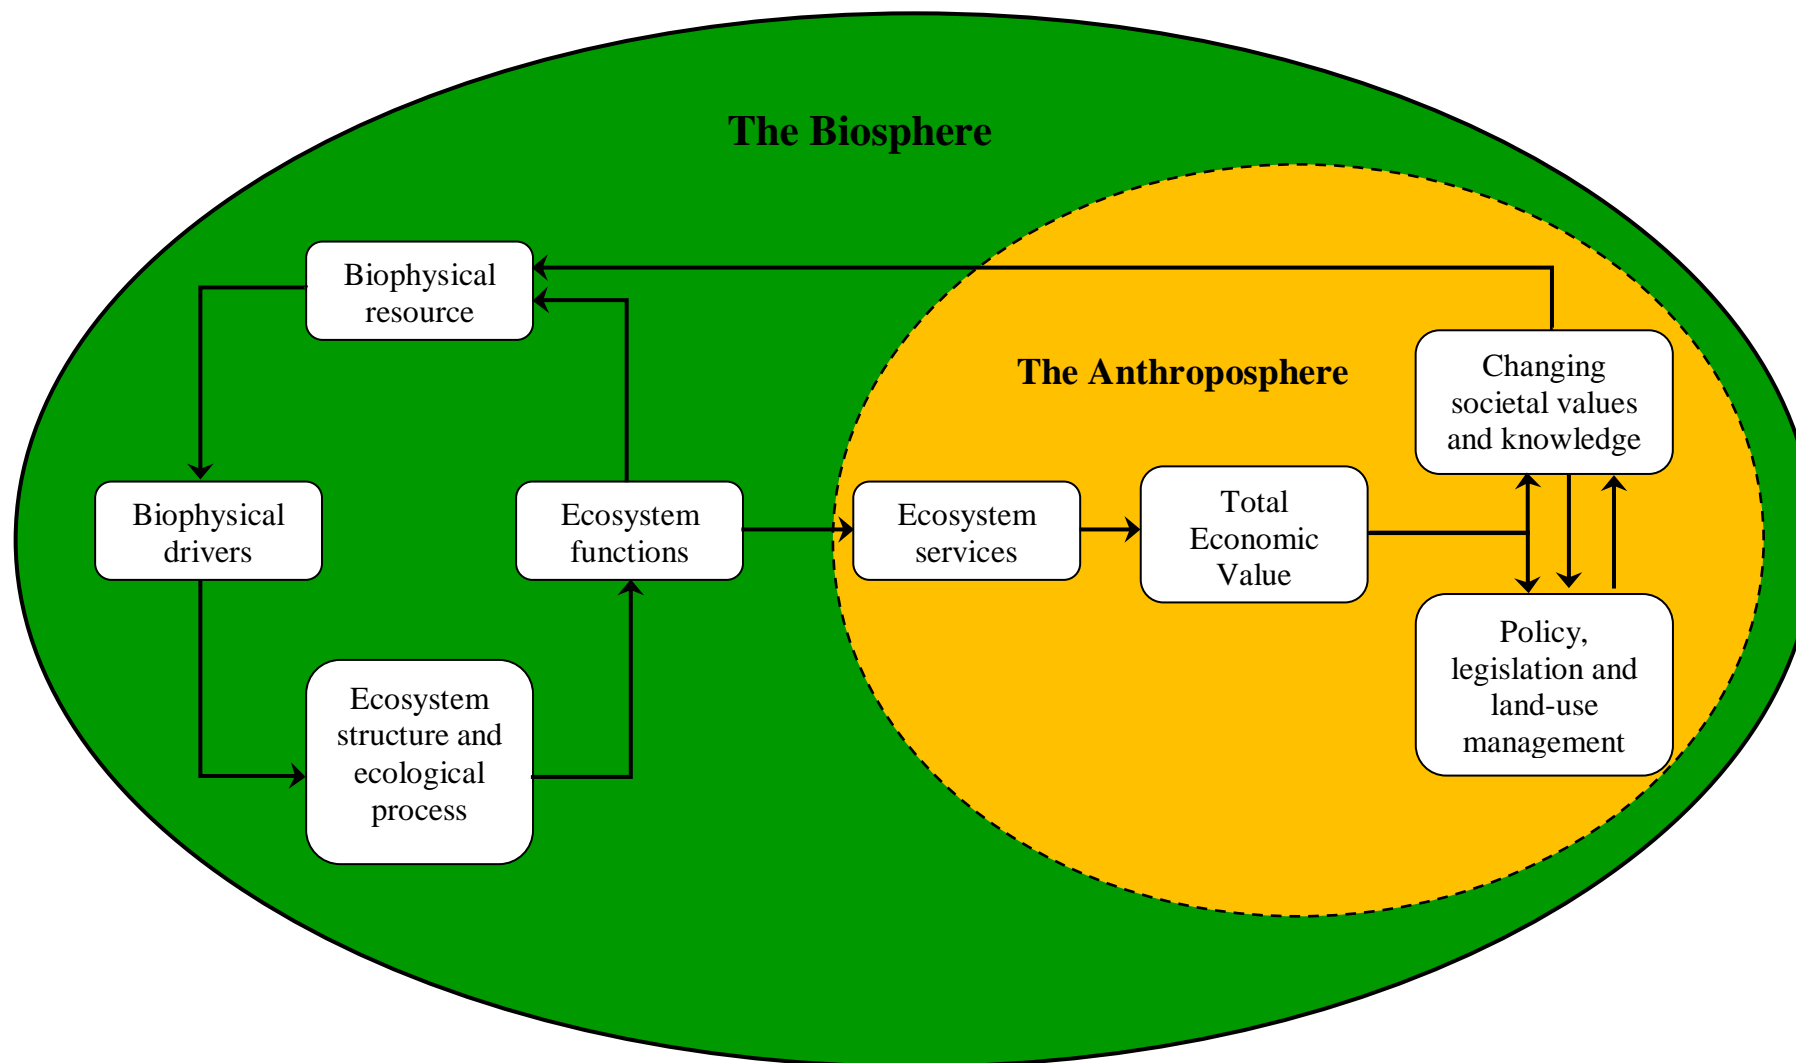 The Biosphere
Biophysical
resource
The Anthroposphere
Changing
societal values
and knowledge
Biophysical
drivers
Ecosystem
functions
Ecosystem
services
Total
Economic
Value
Ecosystem
structure and
ecological
process
Policy,
legislation and
land-use
management